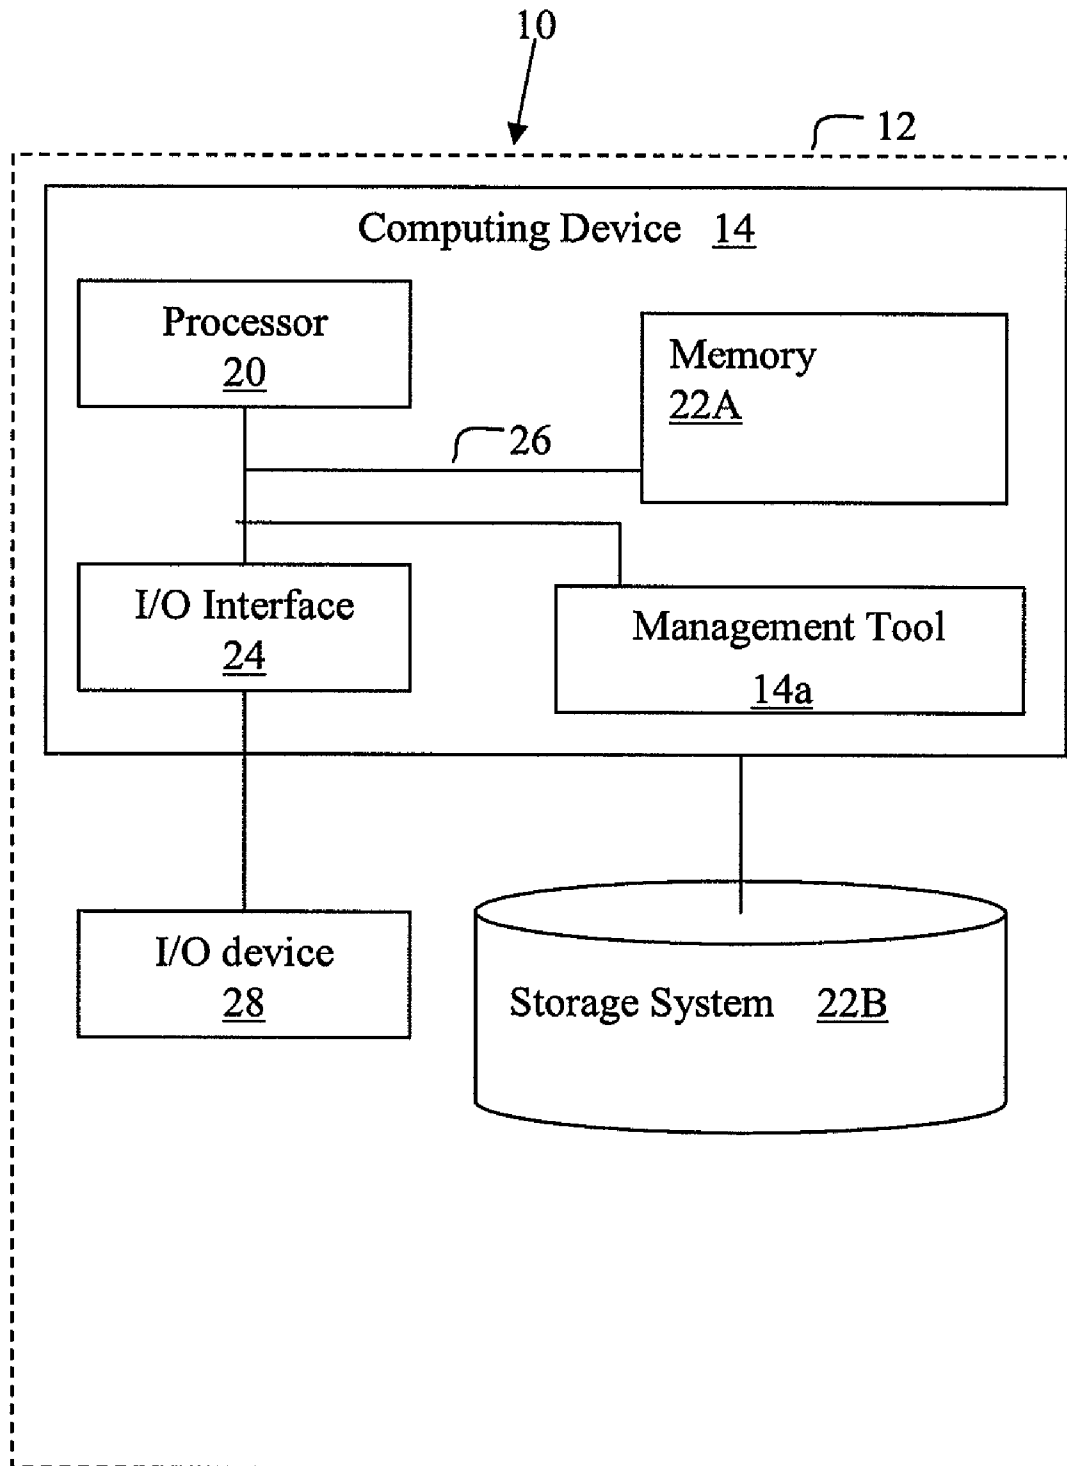 10
12
Computing Device 14
Processor
20
Memory
22A
26
I/O Interface
24
Management Tool
14a
I/O device
28
Storage System 22B